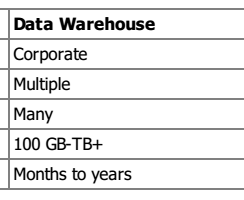 Data Warehouse
Corporate
Multiple
Many
100 GB-TB+
Months to years